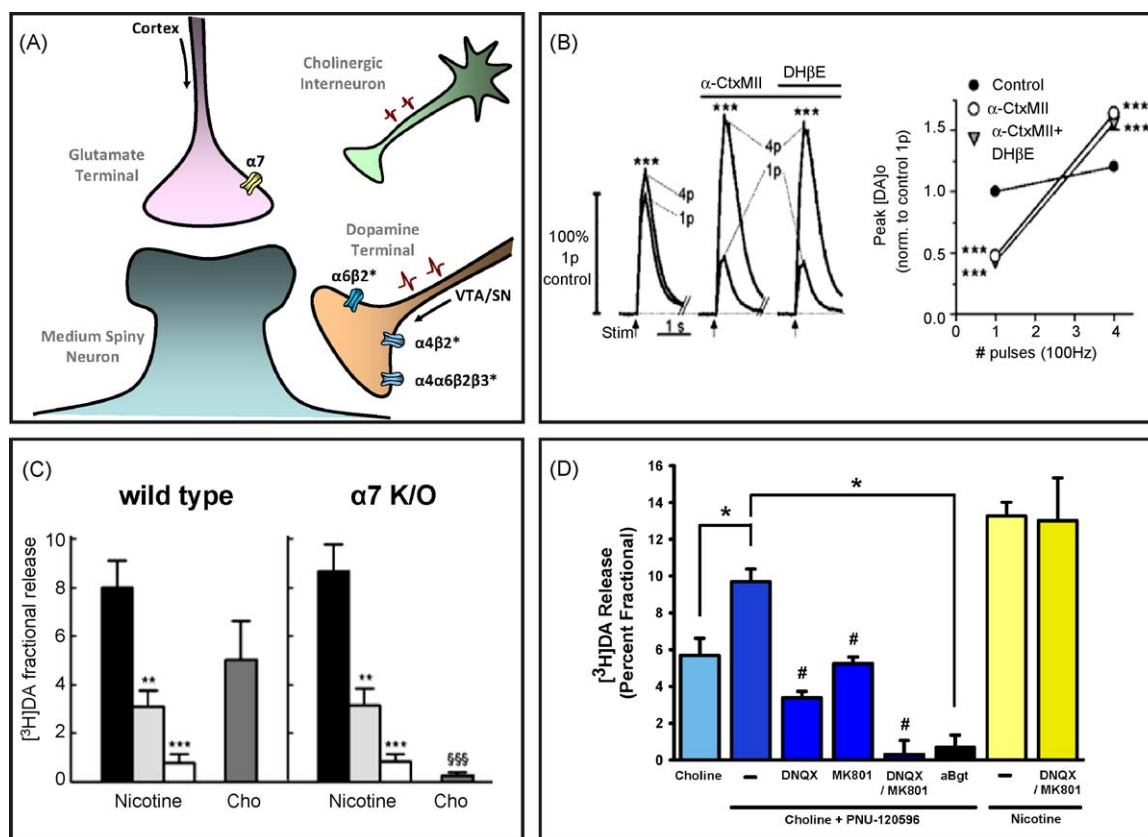 (A)
Cortex
Glutamate
Terminal
α7
Cholinergic
Interneuron
Dopamine
Terminal
α6β2*
VTA/SN
α4β2*
α4α6β2β3*
Medium Spiny
Neuron
(B)
α-CtxMII
DHβE
***
4p
1p
***
4p
1p
***
100%
1p
control
Stim
1 s
Control
α-CtxMII
α-CtxMII+
DHβE
Peak [DA]o
(norm. to control 1p)
1.5
1.0
0.5
0.0
***
***
***
***
0 1 2 3 4
# pulses (100Hz)
(C)
wild type
α7 K/O
[³H]DA fractional release
10
8
6
4
2
0
**
***
**
***
§§§
Nicotine Cho Nicotine Cho
(D)
[³H]DA Release
(Percent Fractional)
16
14
12
10
8
6
4
2
0
*
*
#
#
#
Choline – DNQX MK801 DNQX / MK801 aBgt – DNQX / MK801
Choline + PNU-120596
Nicotine